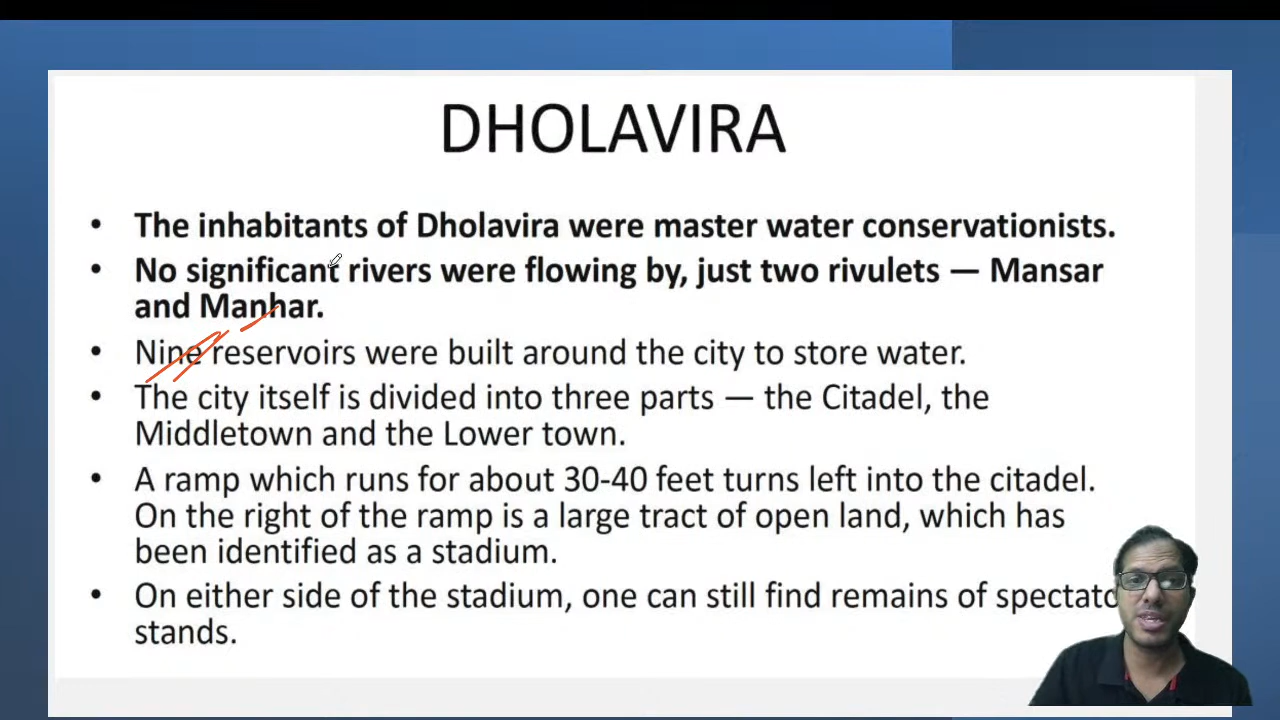 DHOLAVIRA
• The inhabitants of Dholavira were master water conservationists.
• No significant rivers were flowing by, just two rivulets — Mansar
and Manhar.
• Nine reservoirs were built around the city to store water.
• The city itself is divided into three parts — the Citadel, the
Middletown and the Lower town.
• A ramp which runs for about 30-40 feet turns left into the citadel.
On the right of the ramp is a large tract of open land, which has
been identified as a stadium.
• On either side of the stadium, one can still find remains of spectato
stands.